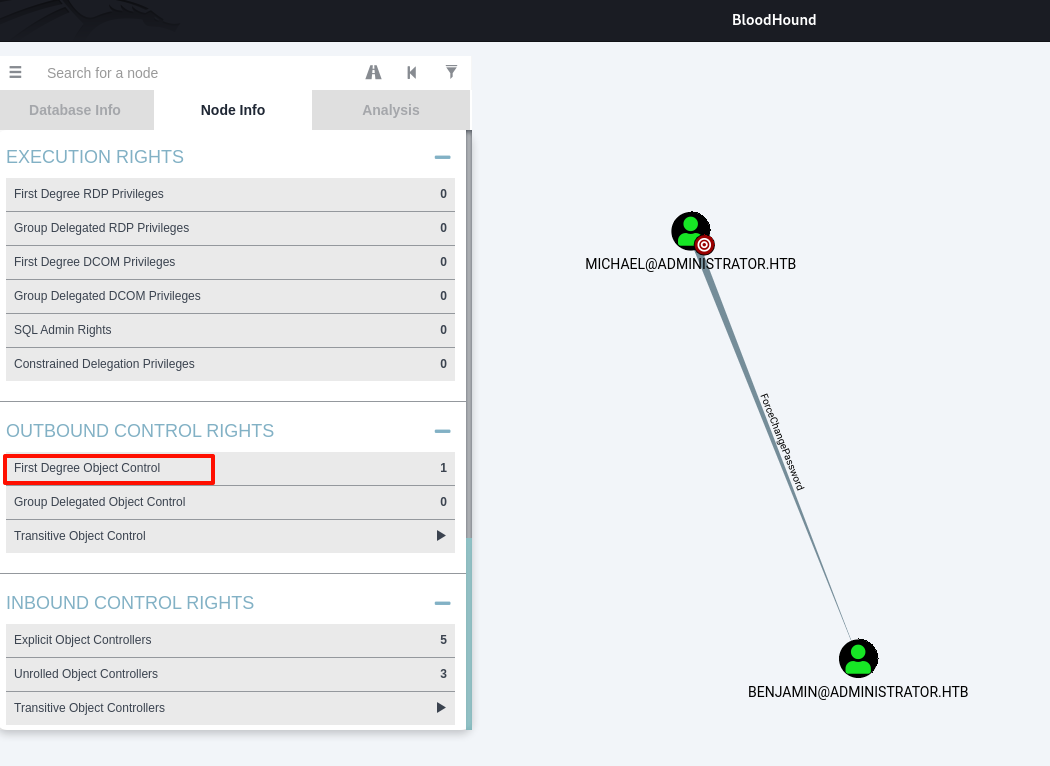 BloodHound
Search for a node
Database Info
Node Info
Analysis
EXECUTION RIGHTS
First Degree RDP Privileges 0
Group Delegated RDP Privileges 0
First Degree DCOM Privileges 0
Group Delegated DCOM Privileges 0
SQL Admin Rights 0
Constrained Delegation Privileges 0
OUTBOUND CONTROL RIGHTS
First Degree Object Control 1
Group Delegated Object Control 0
Transitive Object Control
INBOUND CONTROL RIGHTS
Explicit Object Controllers 5
Unrolled Object Controllers 3
Transitive Object Controllers
MICHAEL@ADMINISTRATOR.HTB
ForceChangePassword
BENJAMIN@ADMINISTRATOR.HTB